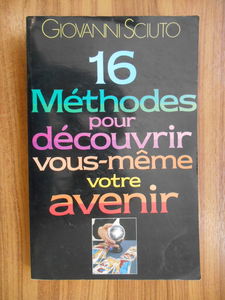 GIOVANNI SCIUTO
16
Méthodes
pour
découvrir
vous-même
votre
avenir